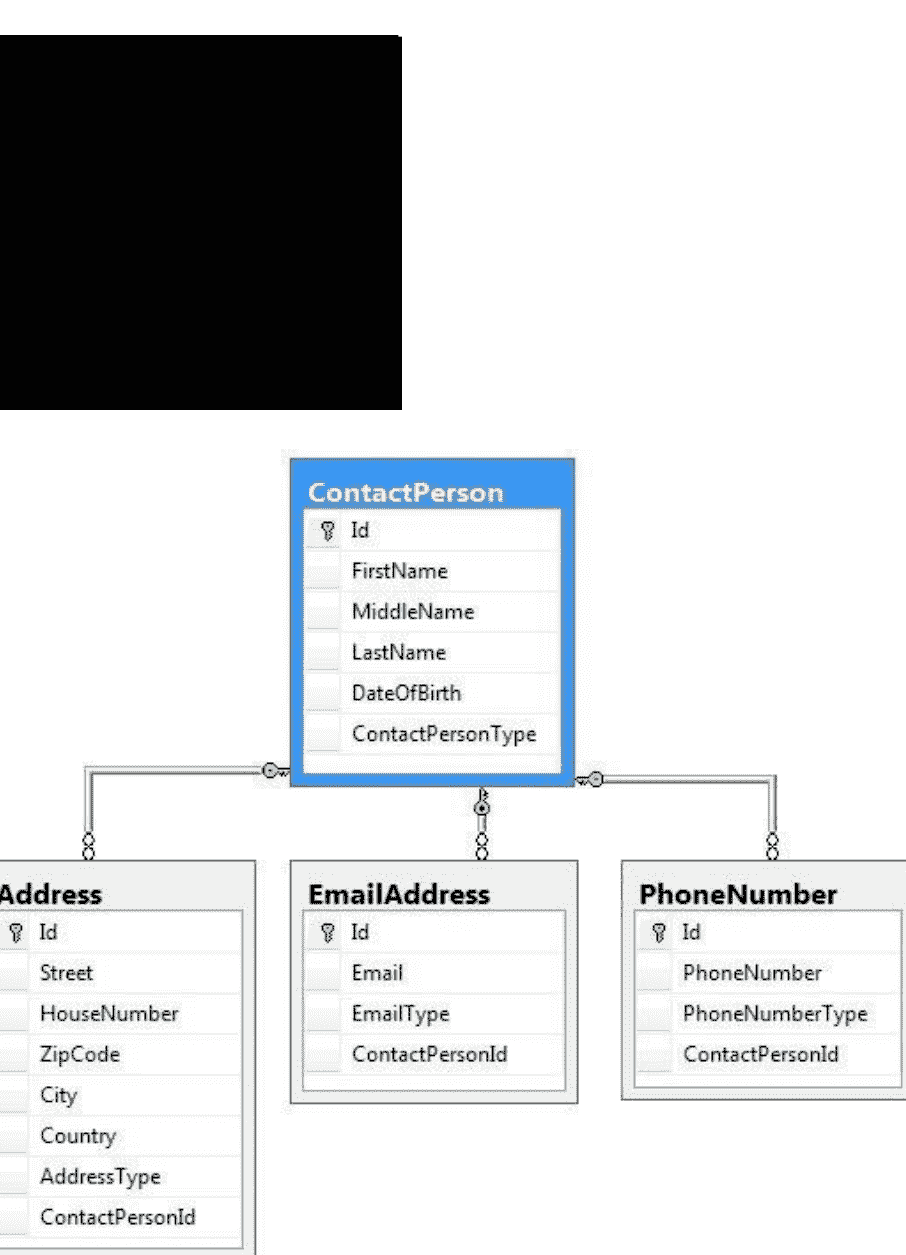 ContactPerson
Id
FirstName
MiddleName
LastName
DateOfBirth
ContactPersonType
Address
Id
Street
HouseNumber
ZipCode
City
Country
AddressType
ContactPersonId
EmailAddress
Id
Email
EmailType
ContactPersonId
PhoneNumber
Id
PhoneNumber
PhoneNumberType
ContactPersonId